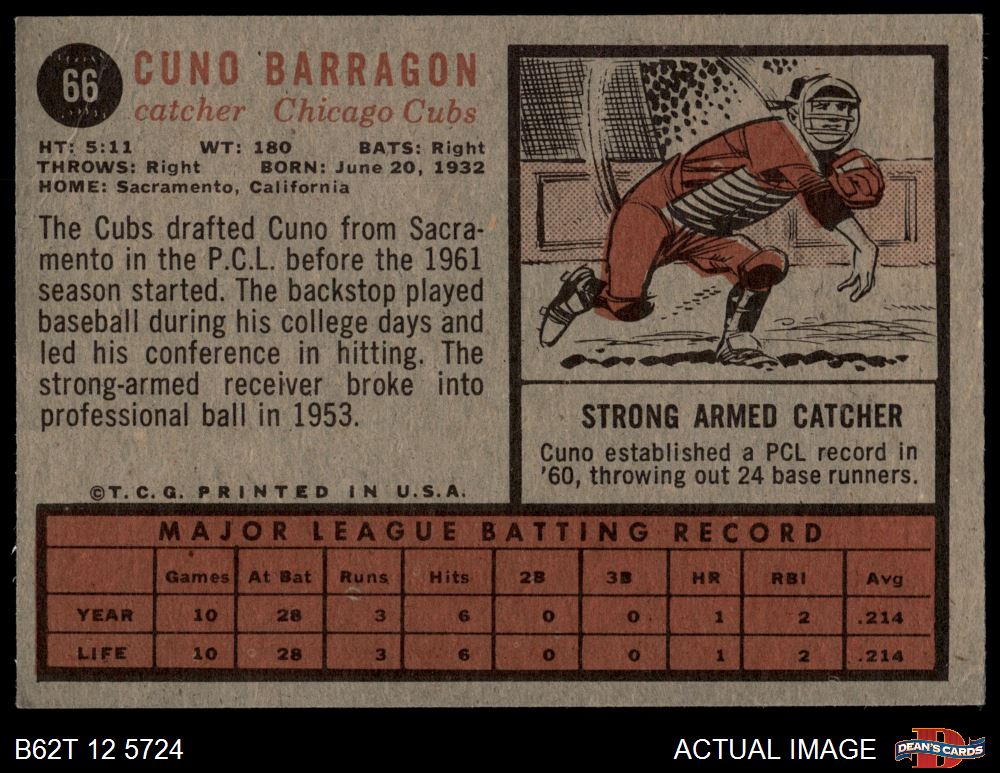 66
CUNO BARRAGON
catcher Chicago Cubs
HT: 5:11 WT: 180 BATS: Right
THROWS: Right BORN: June 20, 1932
HOME: Sacramento, California
The Cubs drafted Cuno from Sacra-
mento in the P.C.L. before the 1961
season started. The backstop played
baseball during his college days and
led his conference in hitting. The
strong-armed receiver broke into
professional ball in 1953.
©T.C.G. PRINTED IN U.S.A.
STRONG ARMED CATCHER
Cuno established a PCL record in
'60, throwing out 24 base runners.
MAJOR LEAGUE BATTING RECORD
Games At Bat Runs Hits 2B 3B HR RBI Avg
YEAR 10 28 3 6 0 0 1 2 .214
LIFE 10 28 3 6 0 0 1 2 .214
B62T 12 5724
ACTUAL IMAGE
D
DEAN'S CARDS